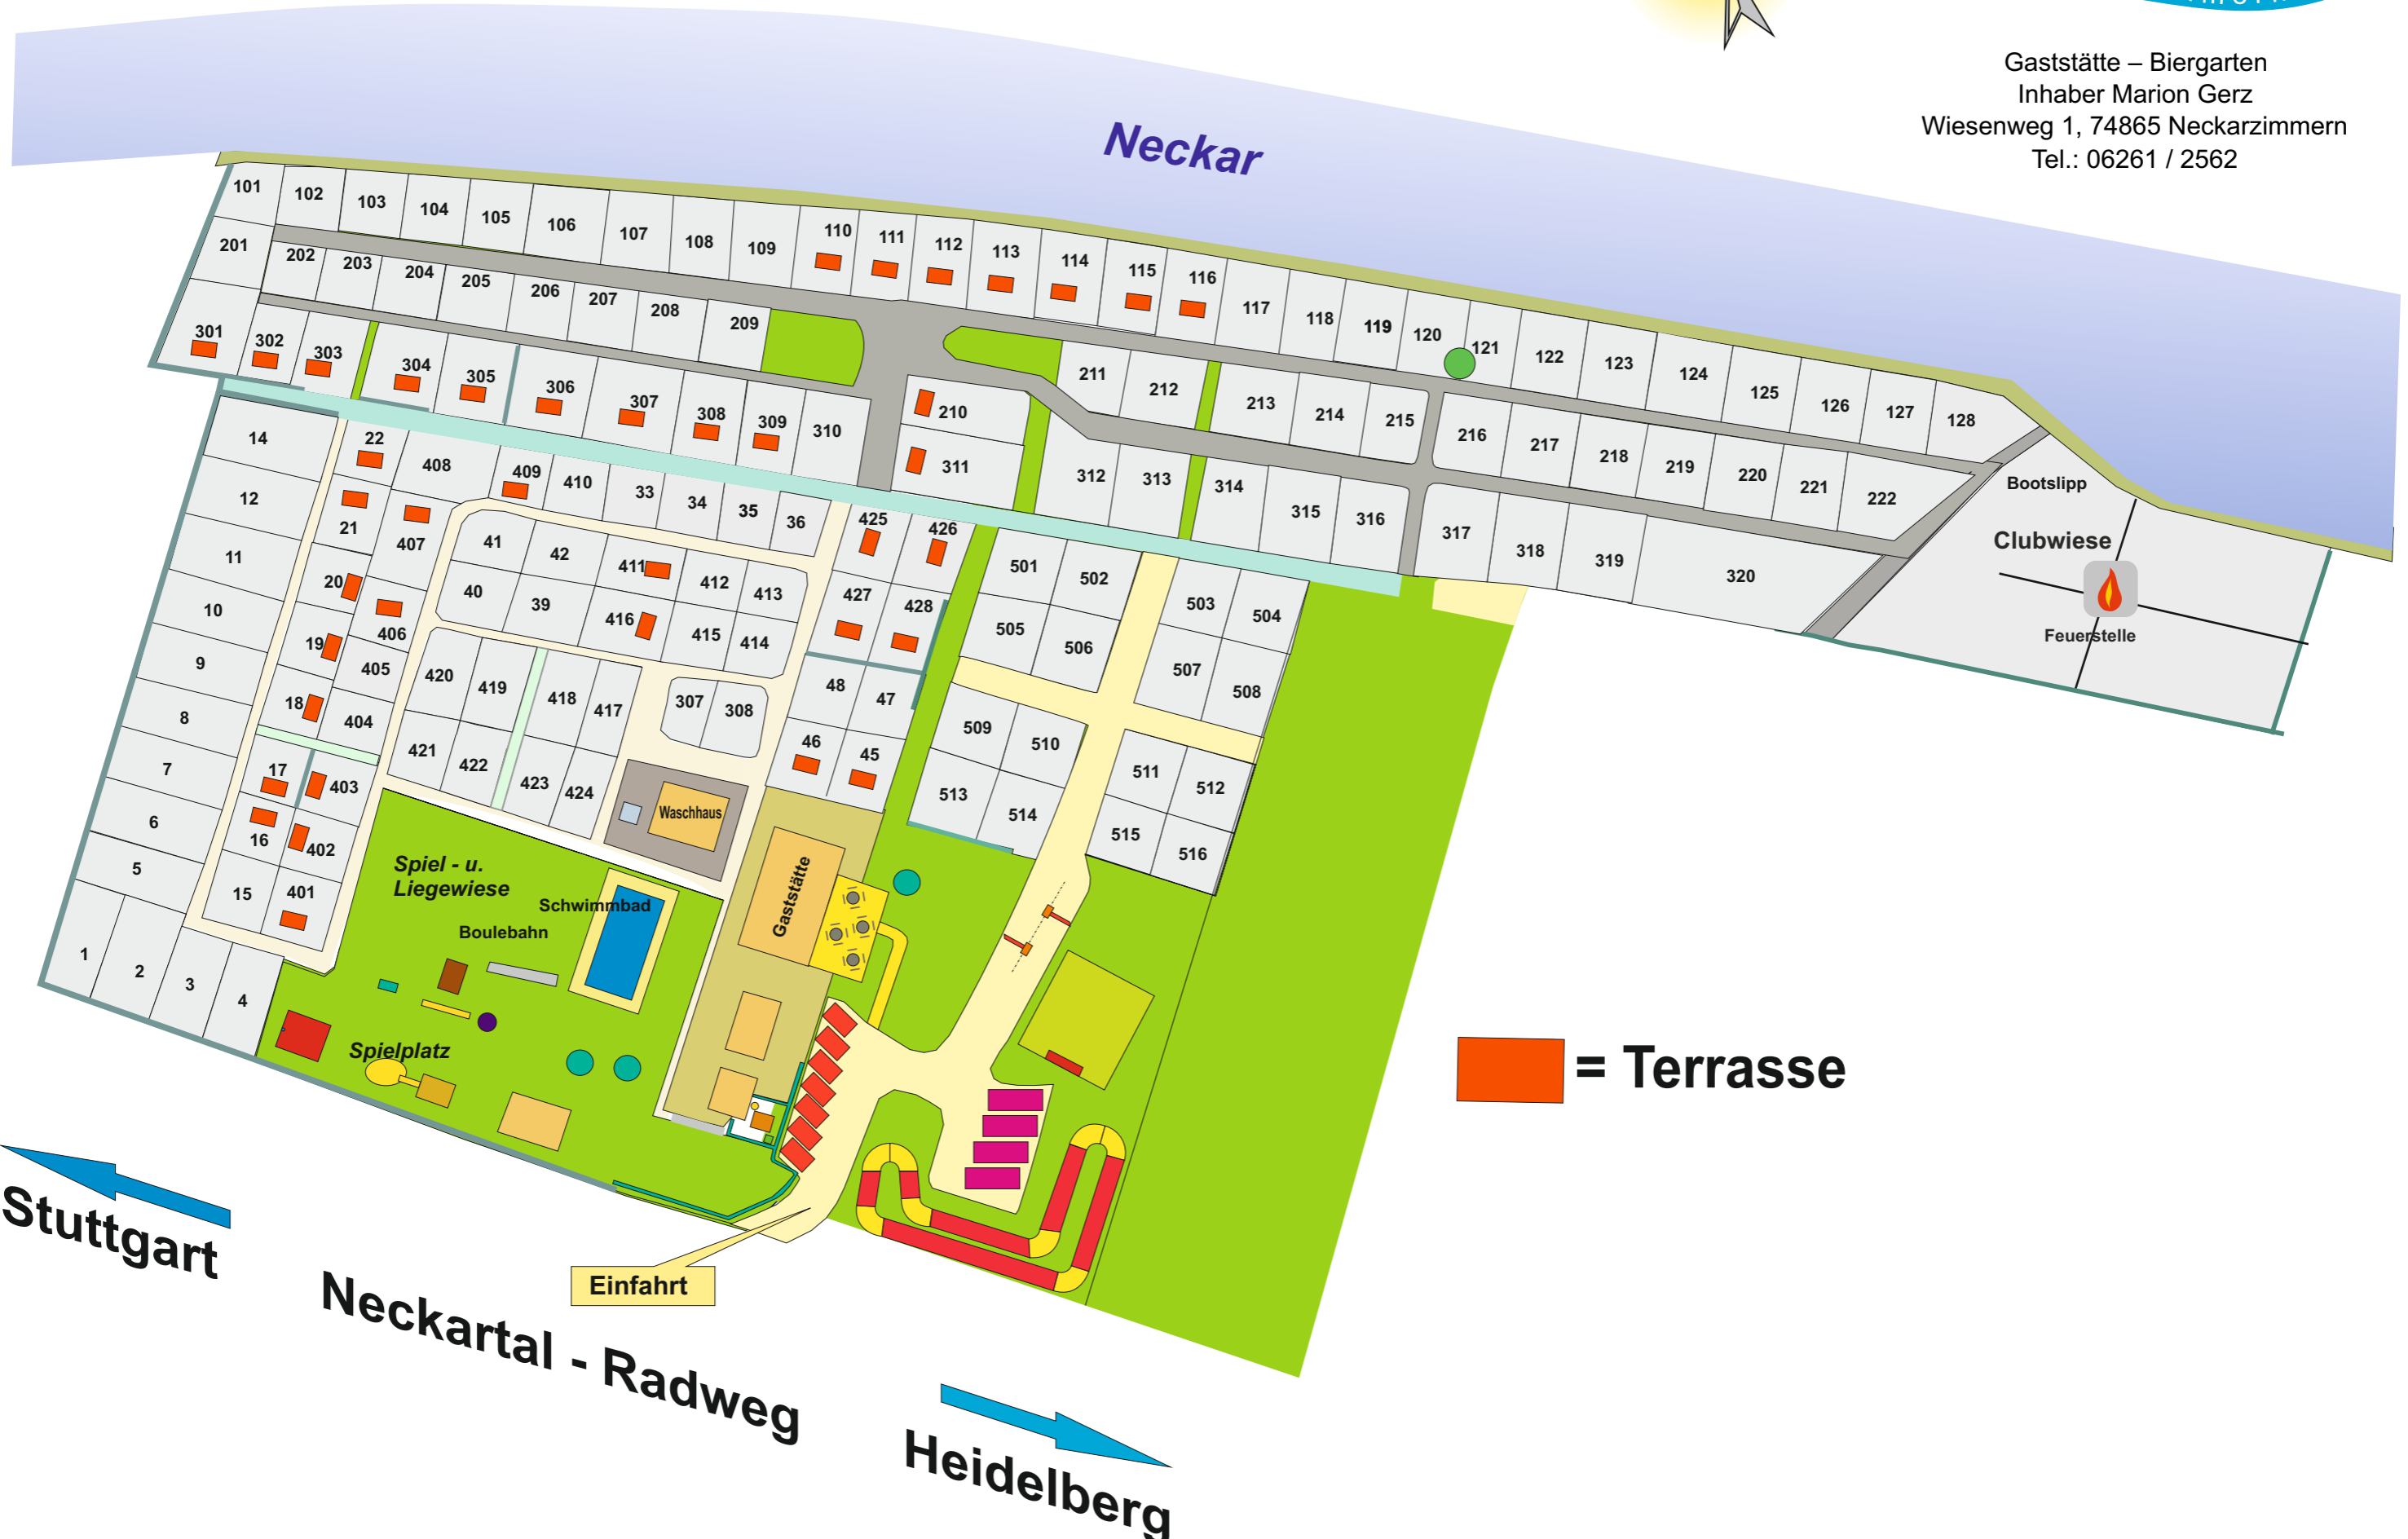 Gaststätte – Biergarten
Inhaber Marion Gerz
Wiesenweg 1, 74865 Neckarzimmern
Tel.: 06261 / 2562
Neckar
101 102 103 104 105 106 107 108 109 110 111 112 113 114 115 116 117 118 119 120 121 122 123 124 125 126 127 128
201 202 203 204 205 206 207 208 209
210 211 212 213 214 215 216 217 218 219 220 221 222
301 302 303 304 305 306 307 308 309 310
311 312 313 314 315 316 317 318 319 320
Bootslipp
Clubwiese
Feuerstelle
14 22 408 409 410 33 34 35 36 425 426
12 21 407 41 42 411 412 413 427 428
11 20 406 40 39 416 415 414
10 19 405 420 419 418 417 307 308 48 47
9 18 404 421 422 423 424 46 45
8 17 403
7 16 402
6 15 401
5
1 2 3 4
501 502 503 504
505 506 507 508
509 510 511 512
513 514 515 516
Waschhaus
Gaststätte
Spiel - u.
Liegewiese
Schwimmbad
Boulebahn
Spielplatz
= Terrasse
Einfahrt
Stuttgart
Neckartal - Radweg
Heidelberg